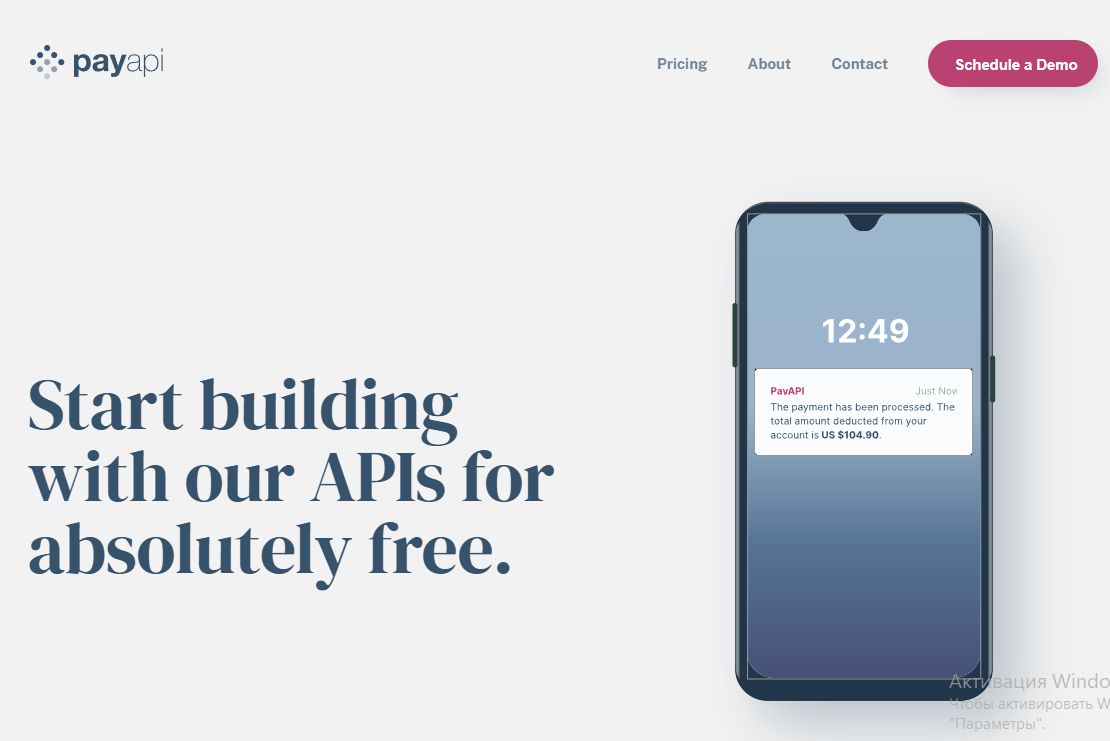 payapi
Pricing
About
Contact
Schedule a Demo
12:49
PayAPI
Just Now
The payment has been processed. The
total amount deducted from your
account is US $104.90.
Start building
with our APIs for
absolutely free.
Активация Windo
Чтобы активировать W
"Параметры".